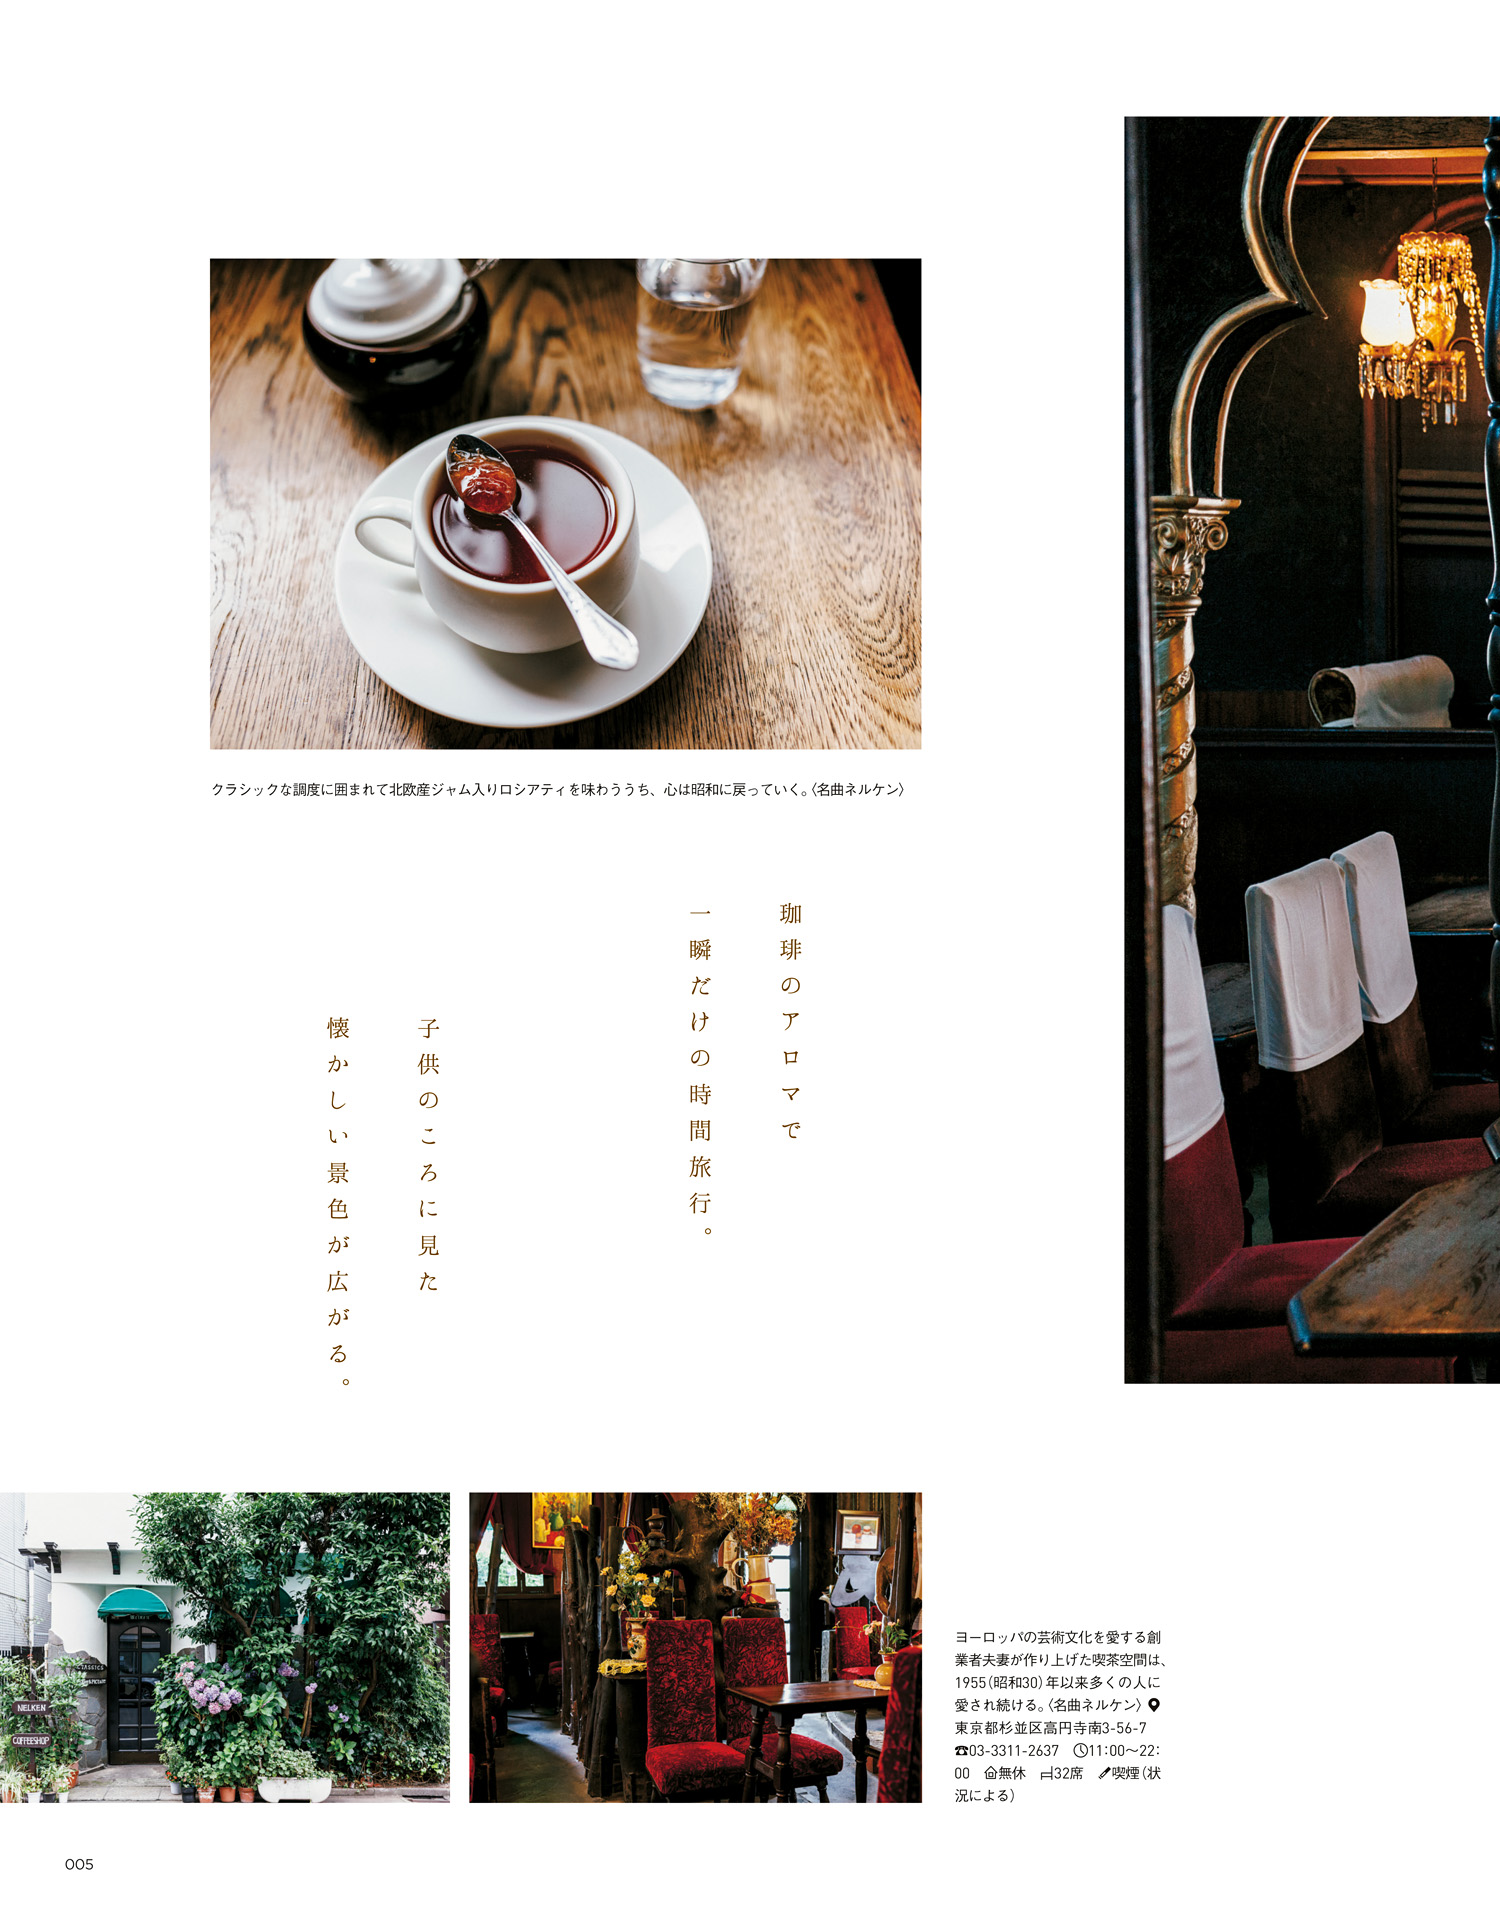 クラシックな調度に囲まれて北欧産ジャム入りロシアティを味わううち、心は昭和に戻っていく。〈名曲ネルケン〉
珈琲のアロマで
一瞬だけの時間旅行。
子供のころに見た
懐かしい景色が広がる。
CLASSICS
NELKEN
COFFEESHOP
ヨーロッパの芸術文化を愛する創
業者夫妻が作り上げた喫茶空間は、
1955（昭和30）年以来多くの人に
愛され続ける。〈名曲ネルケン〉
東京都杉並区高円寺南3-56-7
☎03-3311-2637　11:00〜22:
00　無休　32席　喫煙（状
況による）
005